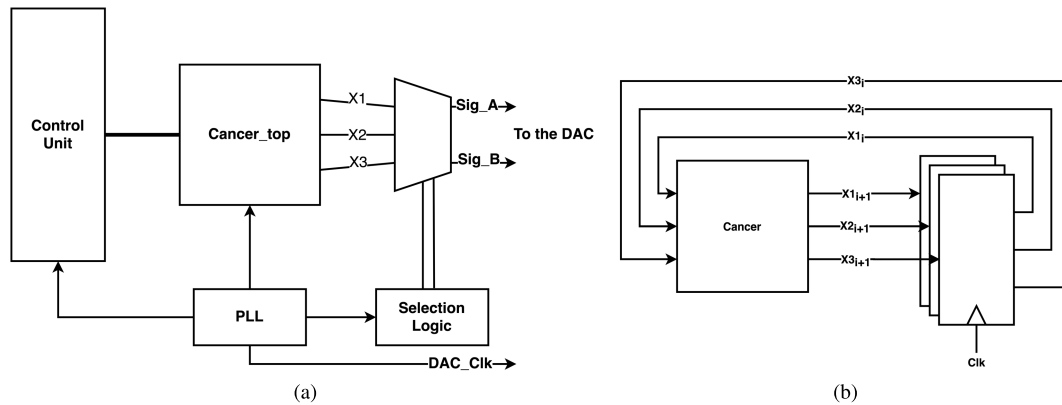 Control
Unit
Cancer_top
X1
X2
X3
Sig_A
To the DAC
Sig_B
PLL
Selection
Logic
DAC_Clk
(a)
X3i
X2i
X1i
Cancer
X1i+1
X2i+1
X3i+1
Clk
(b)